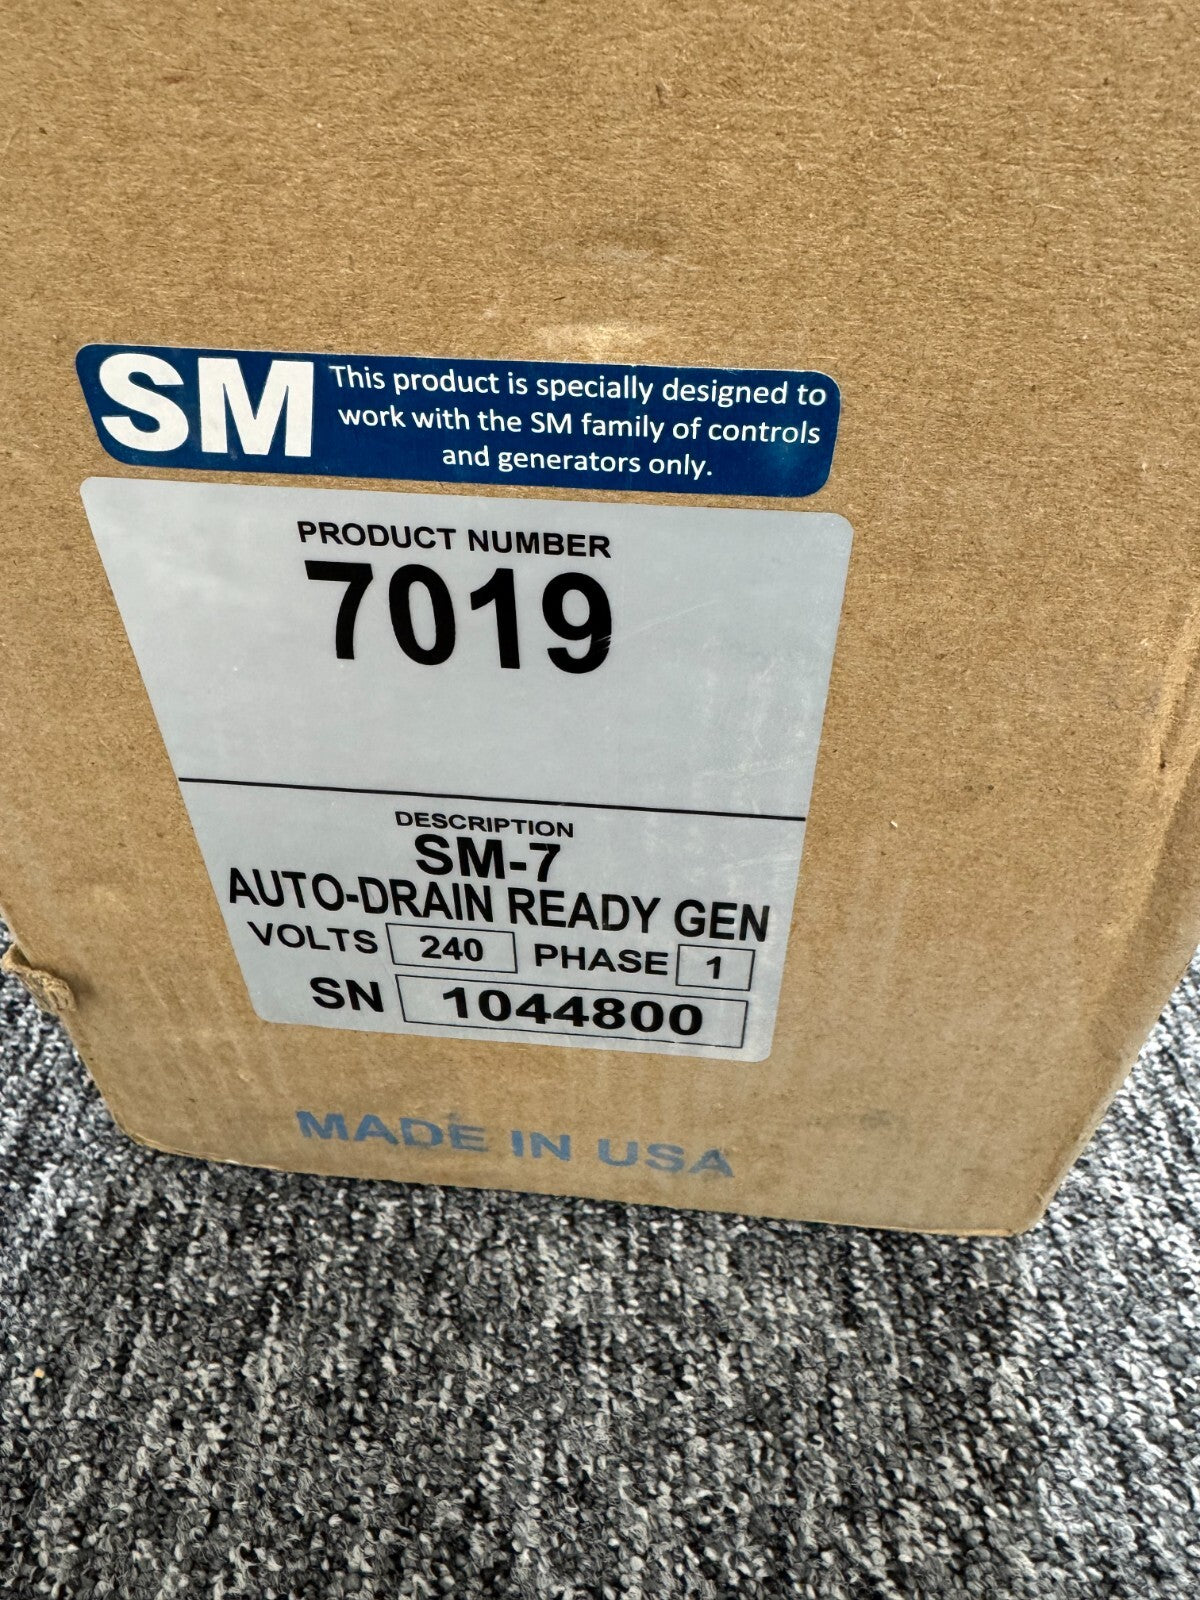 SM
This product is specially designed to
work with the SM family of controls
and generators only.
PRODUCT NUMBER
7019
DESCRIPTION
SM-7
AUTO-DRAIN READY GEN
VOLTS 240 PHASE 1
SN 1044800
MADE IN USA